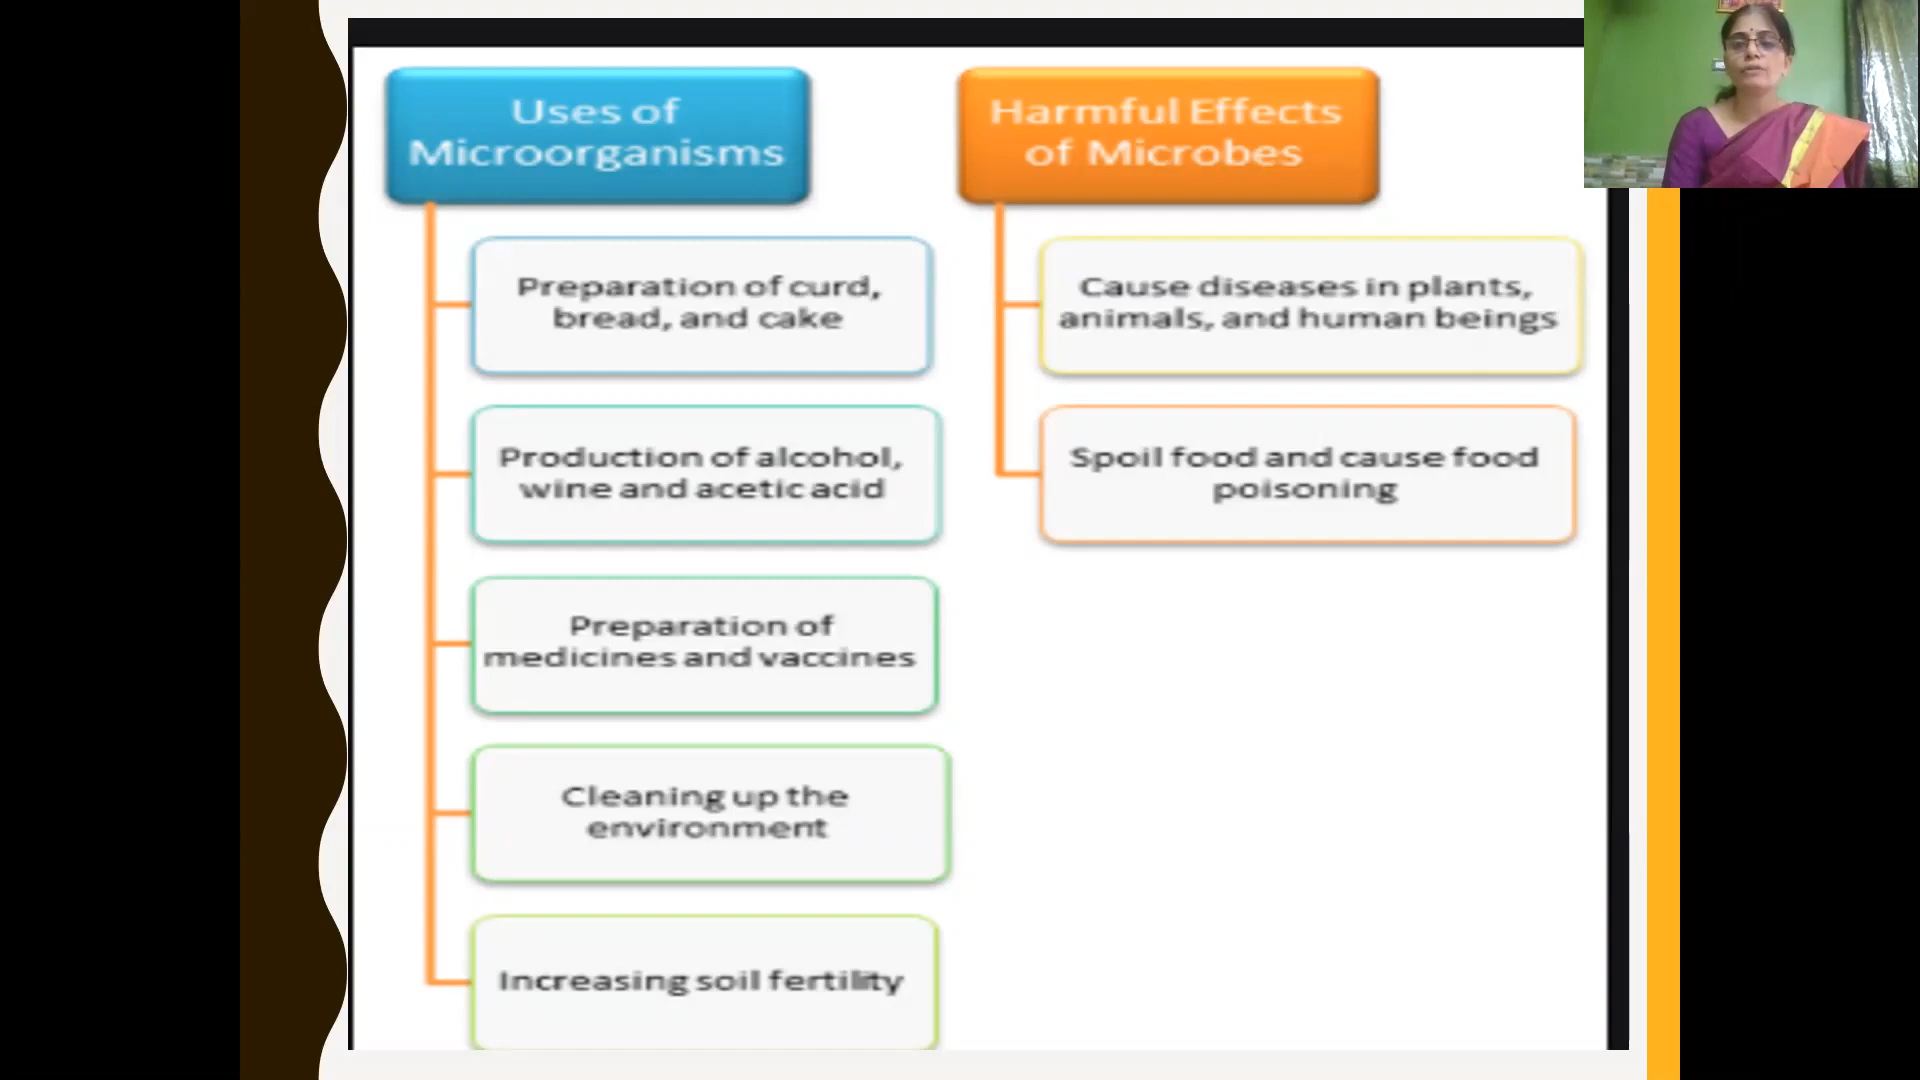 Uses of
Microorganisms
Preparation of curd,
bread, and cake
Production of alcohol,
wine and acetic acid
Preparation of
medicines and vaccines
Cleaning up the
environment
Increasing soil fertility
Harmful Effects
of Microbes
Cause diseases in plants,
animals, and human beings
Spoil food and cause food
poisoning